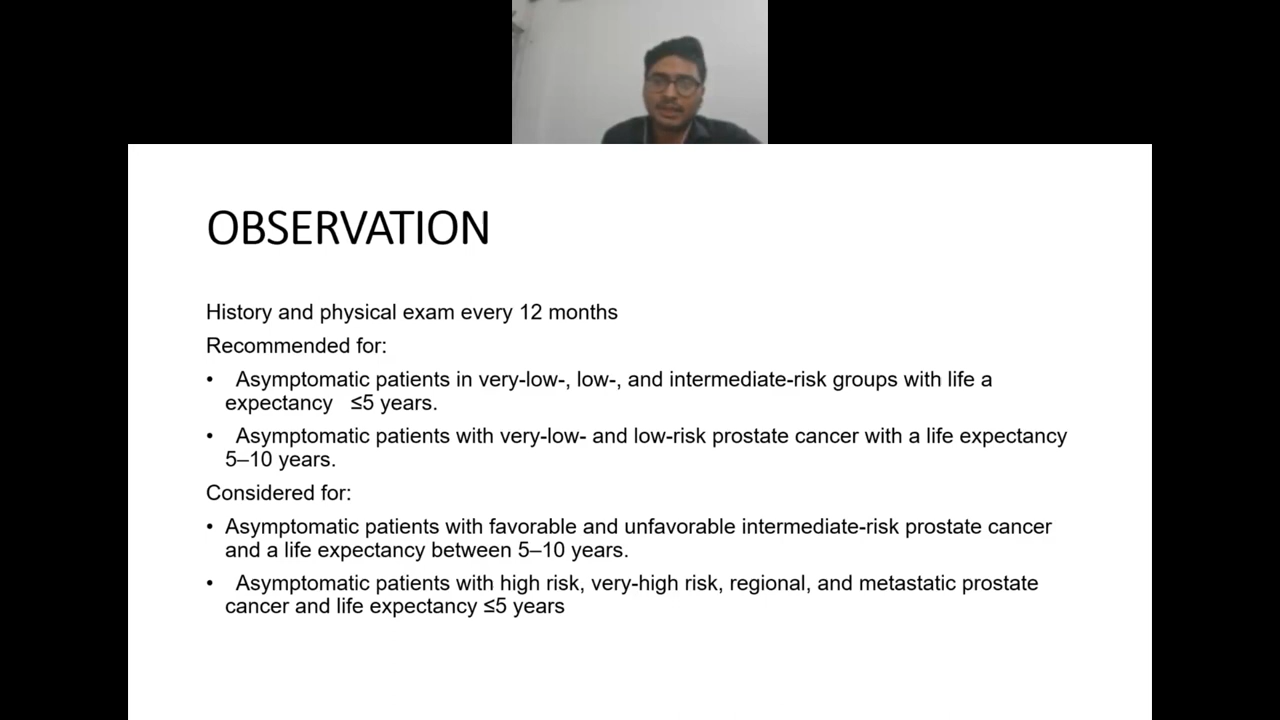 OBSERVATION
History and physical exam every 12 months
Recommended for:
• Asymptomatic patients in very-low-, low-, and intermediate-risk groups with life a
expectancy ≤5 years.
• Asymptomatic patients with very-low- and low-risk prostate cancer with a life expectancy
5–10 years.
Considered for:
• Asymptomatic patients with favorable and unfavorable intermediate-risk prostate cancer
and a life expectancy between 5–10 years.
• Asymptomatic patients with high risk, very-high risk, regional, and metastatic prostate
cancer and life expectancy ≤5 years